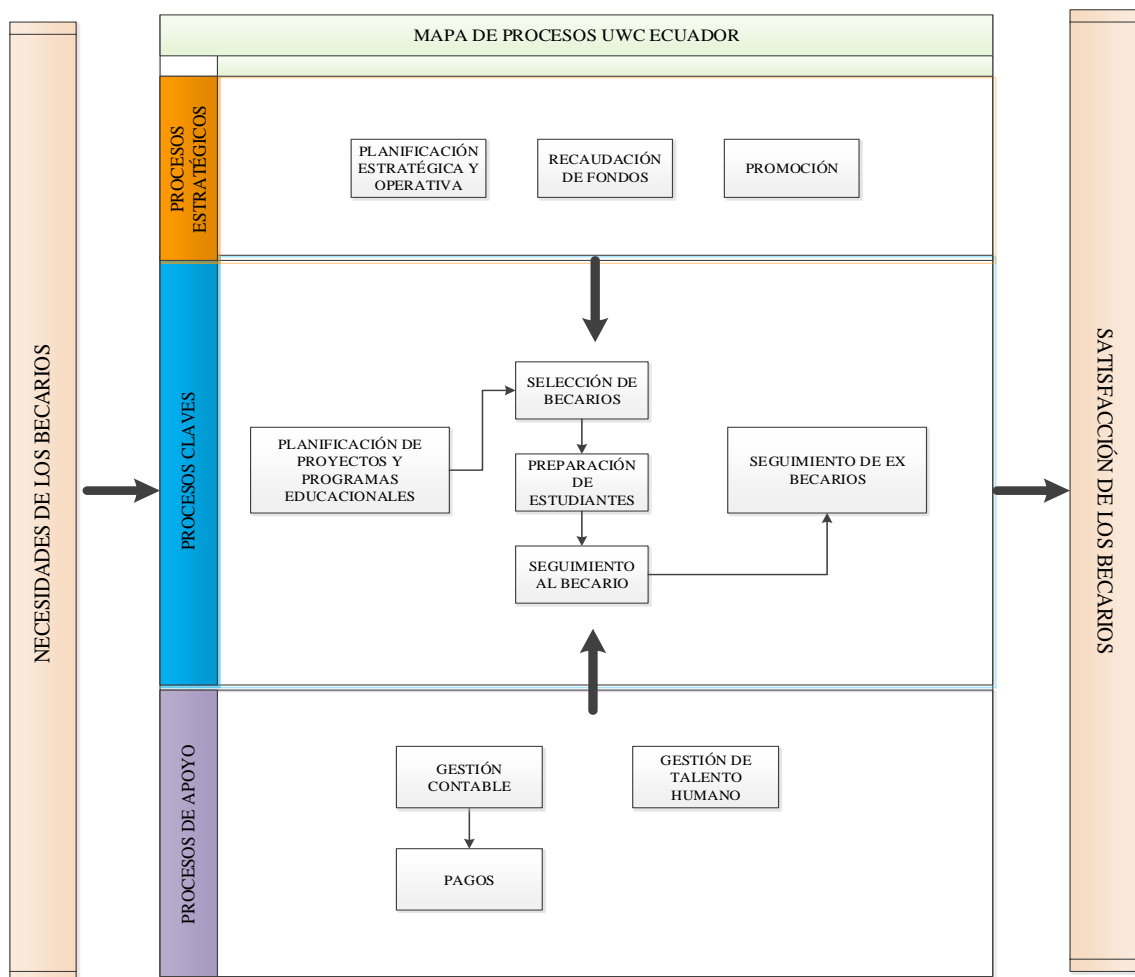 MAPA DE PROCESOS UWC ECUADOR
NECESIDADES DE LOS BECARIOS
PROCESOS
ESTRATÉGICOS
PLANIFICACIÓN
ESTRATÉGICA Y
OPERATIVA
RECAUDACIÓN
DE FONDOS
PROMOCIÓN
PROCESOS CLAVES
PLANIFICACIÓN DE
PROYECTOS Y
PROGRAMAS
EDUCACIONALES
SELECCIÓN DE
BECARIOS
PREPARACIÓN
DE
ESTUDIANTES
SEGUIMIENTO
AL BECARIO
SEGUIMIENTO DE EX
BECARIOS
PROCESOS DE APOYO
GESTIÓN
CONTABLE
PAGOS
GESTIÓN DE
TALENTO
HUMANO
SATISFACCIÓN DE LOS BECARIOS